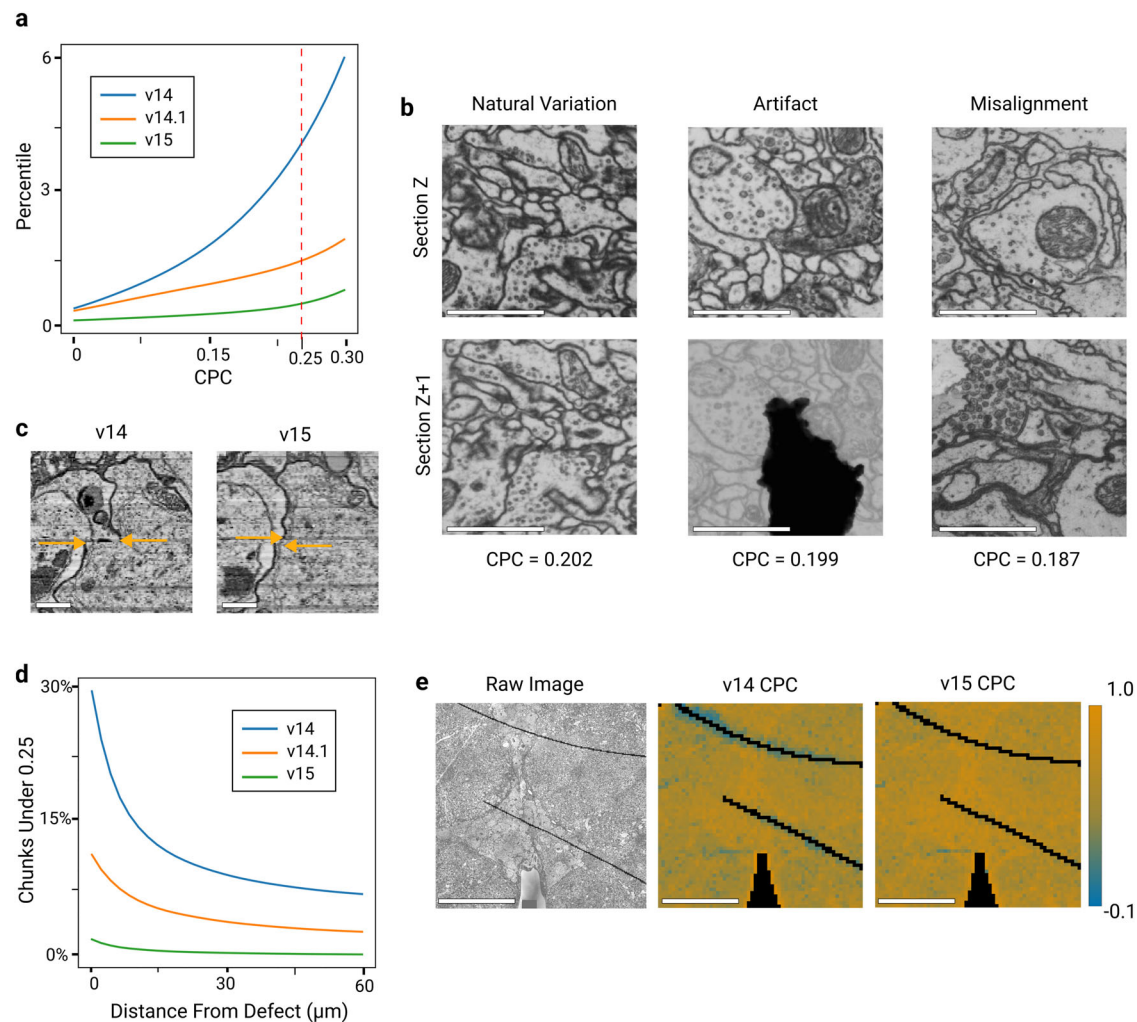 a
6
3
0
Percentile
v14
v14.1
v15
0
0.15
0.25
0.30
CPC
b
Natural Variation
Artifact
Misalignment
Section Z
Section Z+1
CPC = 0.202
CPC = 0.199
CPC = 0.187
c
v14
v15
d
30%
15%
0%
Chunks Under 0.25
v14
v14.1
v15
0
30
60
Distance From Defect (µm)
e
Raw Image
v14 CPC
v15 CPC
1.0
-0.1